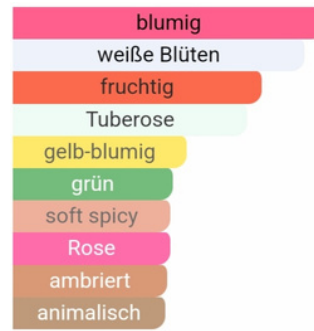 blumig
weiße Blüten
fruchtig
Tuberose
gelb-blumig
grün
soft spicy
Rose
ambriert
animalisch